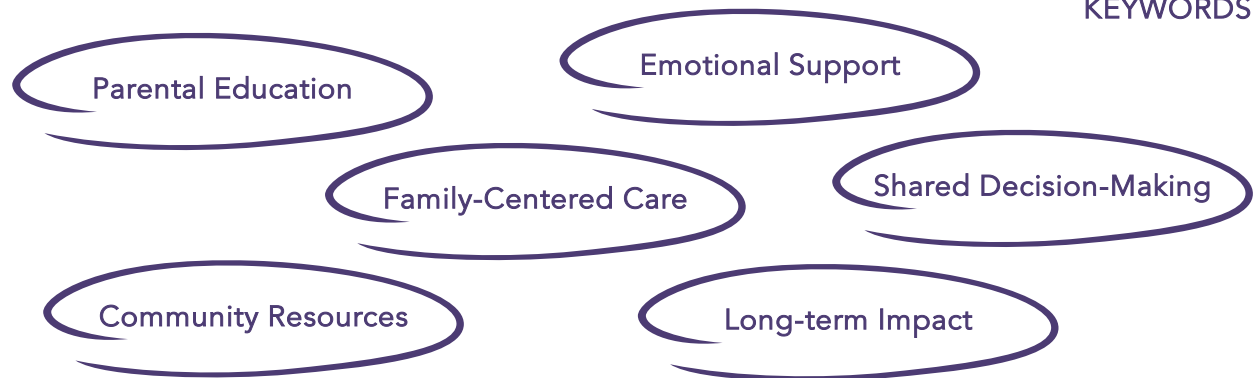 KEYWORDS
Emotional Support
Parental Education
Shared Decision-Making
Family-Centered Care
Community Resources
Long-term Impact